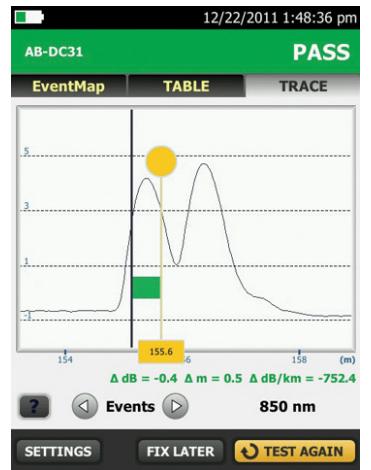 12/22/2011 1:48:36 pm
AB-DC31 PASS
EventMap TABLE TRACE
5
3
1
-1
154 155.6 6 158 (m)
Δ dB = -0.4 Δ m = 0.5 Δ dB/km = -752.4
? Events 850 nm
SETTINGS FIX LATER TEST AGAIN